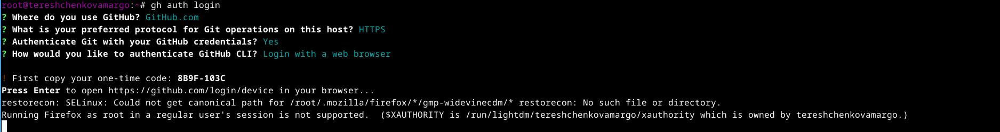 root@tereshchenkovamargo:~# gh auth login
? Where do you use GitHub? GitHub.com
? What is your preferred protocol for Git operations on this host? HTTPS
? Authenticate Git with your GitHub credentials? Yes
? How would you like to authenticate GitHub CLI? Login with a web browser
! First copy your one-time code: 8B9F-103C
Press Enter to open https://github.com/login/device in your browser...
restorecon: SELinux: Could not get canonical path for /root/.mozilla/firefox/*/gmp-widevinecdm/* restorecon: No such file or directory.
Running Firefox as root in a regular user's session is not supported.  ($XAUTHORITY is /run/lightdm/tereshchenkovamargo/xauthority which is owned by tereshchenkovamargo.)